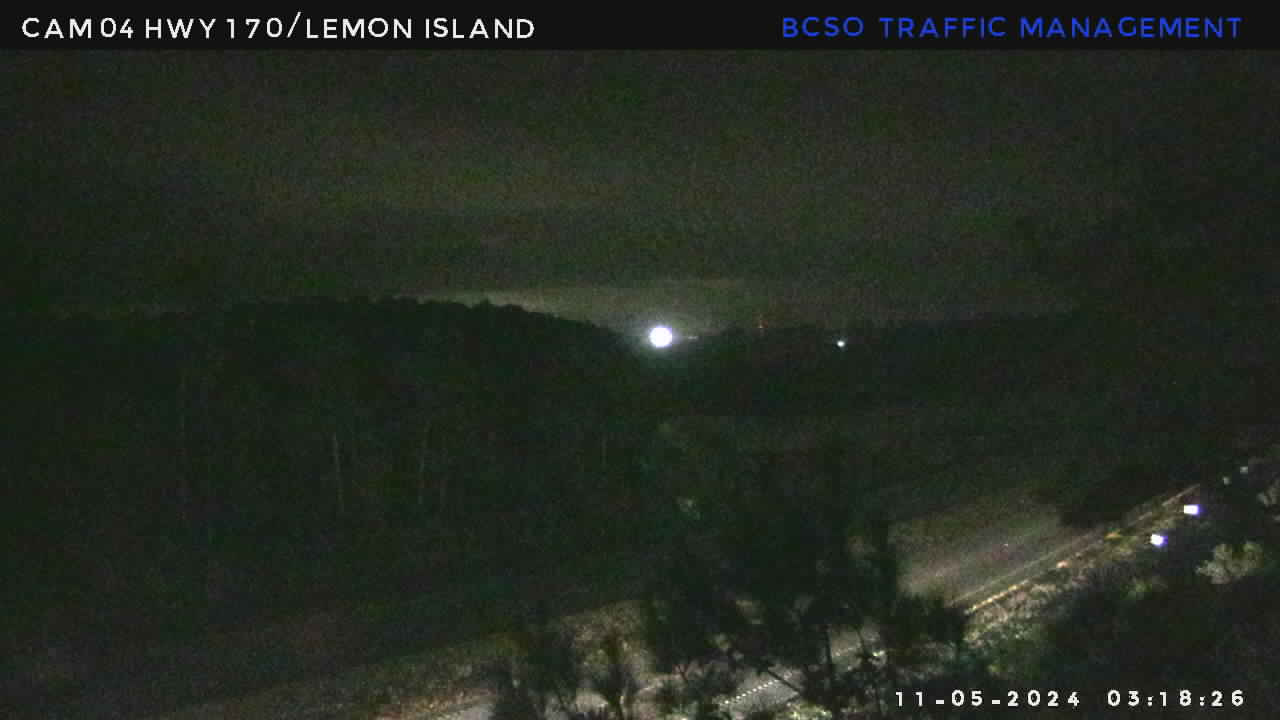 CAM04 HWY 170/LEMON ISLAND
BCSO TRAFFIC MANAGEMENT
11-05-2024 03:18:26